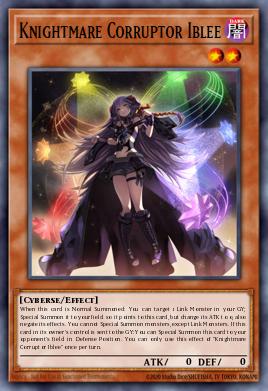 KNIGHTMARE CORRUPTOR IBLEE
DARK
闇
[CYBERSE/EFFECT]
When this card is Normal Summoned: You can target 1 Link Monster in your GY;
Special Summon it to your field so it points to this card, but change its ATK to 0, also
negate its effects. You cannot Special Summon monsters, except Link Monsters. If this
card in its owner's control is sent to the GY: You can Special Summon this card to your
opponent's field in Defense Position. You can only use this effect of "Knightmare
Corruptor Iblee" once per turn.
ATK/ 0 DEF/ 0
©2020 Studio Dice/SHUEISHA, TV TOKYO, KONAMI